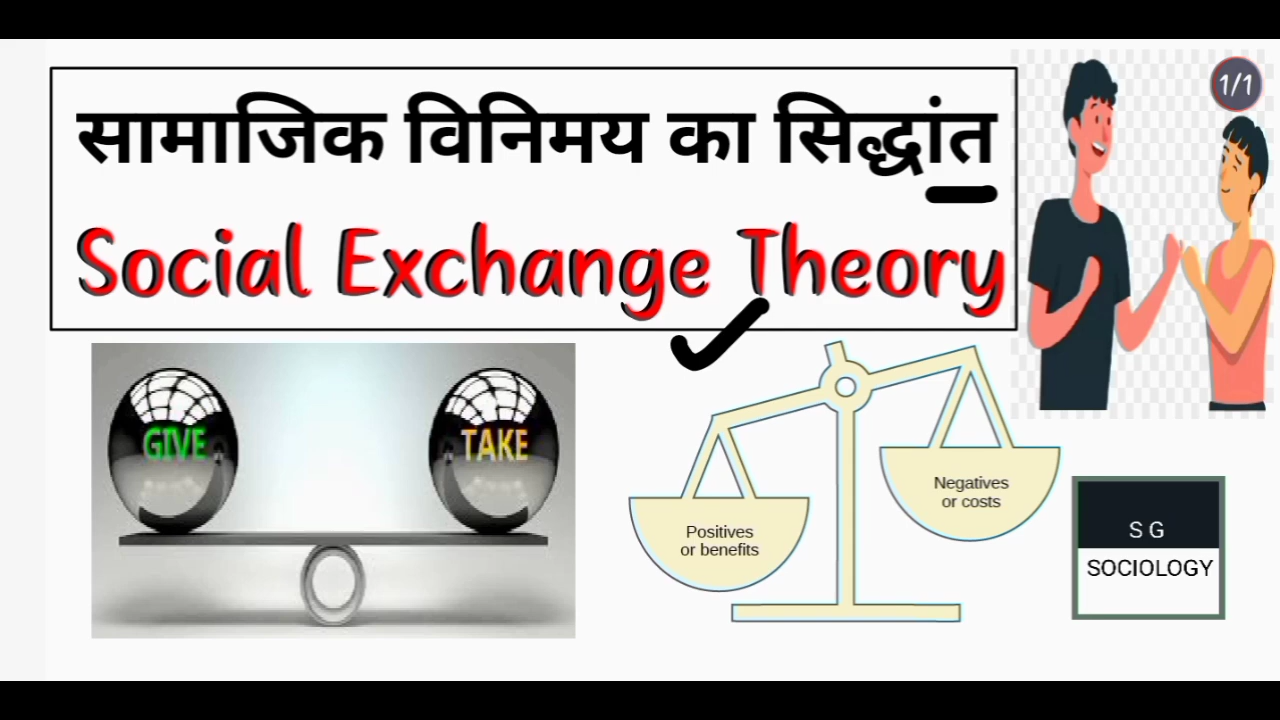 सामाजिक विनिमय का सिद्धांत
Social Exchange Theory
1/1
GIVE
TAKE
Positives
or benefits
Negatives
or costs
S G
SOCIOLOGY